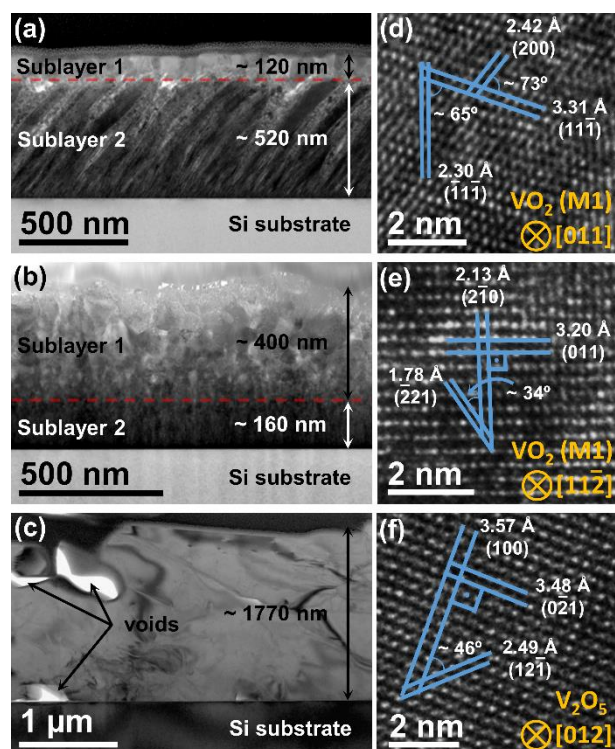 (a)
Sublayer 1
~ 120 nm
Sublayer 2
~ 520 nm
500 nm
Si substrate
(d)
2.42 Å
(200)
~ 73º
3.31 Å
(111̅)
~ 65º
2.30 Å
(1̅11̅)
VO₂ (M1)
2 nm
⊗[011]
(b)
Sublayer 1
~ 400 nm
Sublayer 2
~ 160 nm
500 nm
Si substrate
(e)
2.13 Å
(21̅0)
3.20 Å
(011)
1.78 Å
(2̅21)
~ 34º
VO₂ (M1)
2 nm
⊗[112̅]
(c)
voids
~ 1770 nm
1 µm
Si substrate
(f)
3.57 Å
(100)
3.48 Å
(02̅1)
~ 46º
2.49 Å
(121̅)
V₂O₅
2 nm
⊗[012]